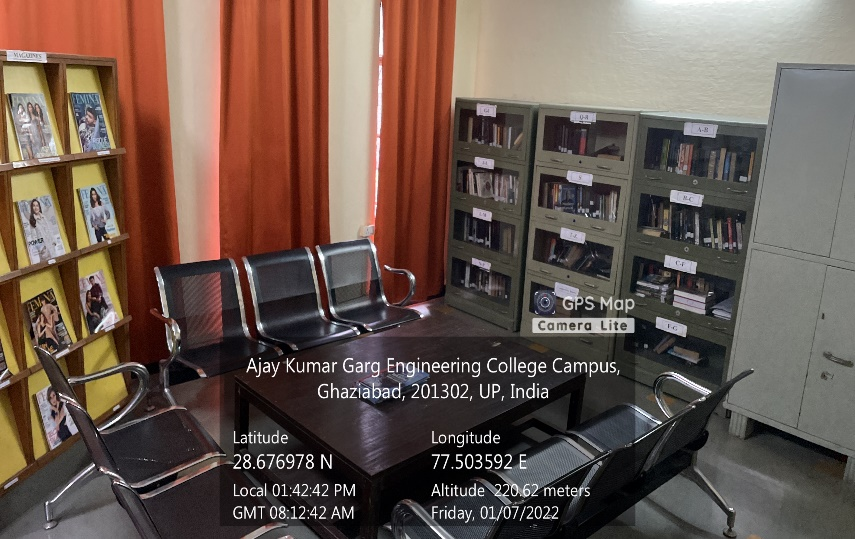 MAGAZINES
FEMINA
FEMINA
POWER
FEMINA
A-B
B-C
C-F
F-G
GPS Map
Camera Lite
Ajay Kumar Garg Engineering College Campus,
Ghaziabad, 201302, UP, India
Latitude
Longitude
28.676978 N
77.503592 E
Local 01:42:42 PM
Altitude 220.62 meters
GMT 08:12:42 AM
Friday, 01/07/2022